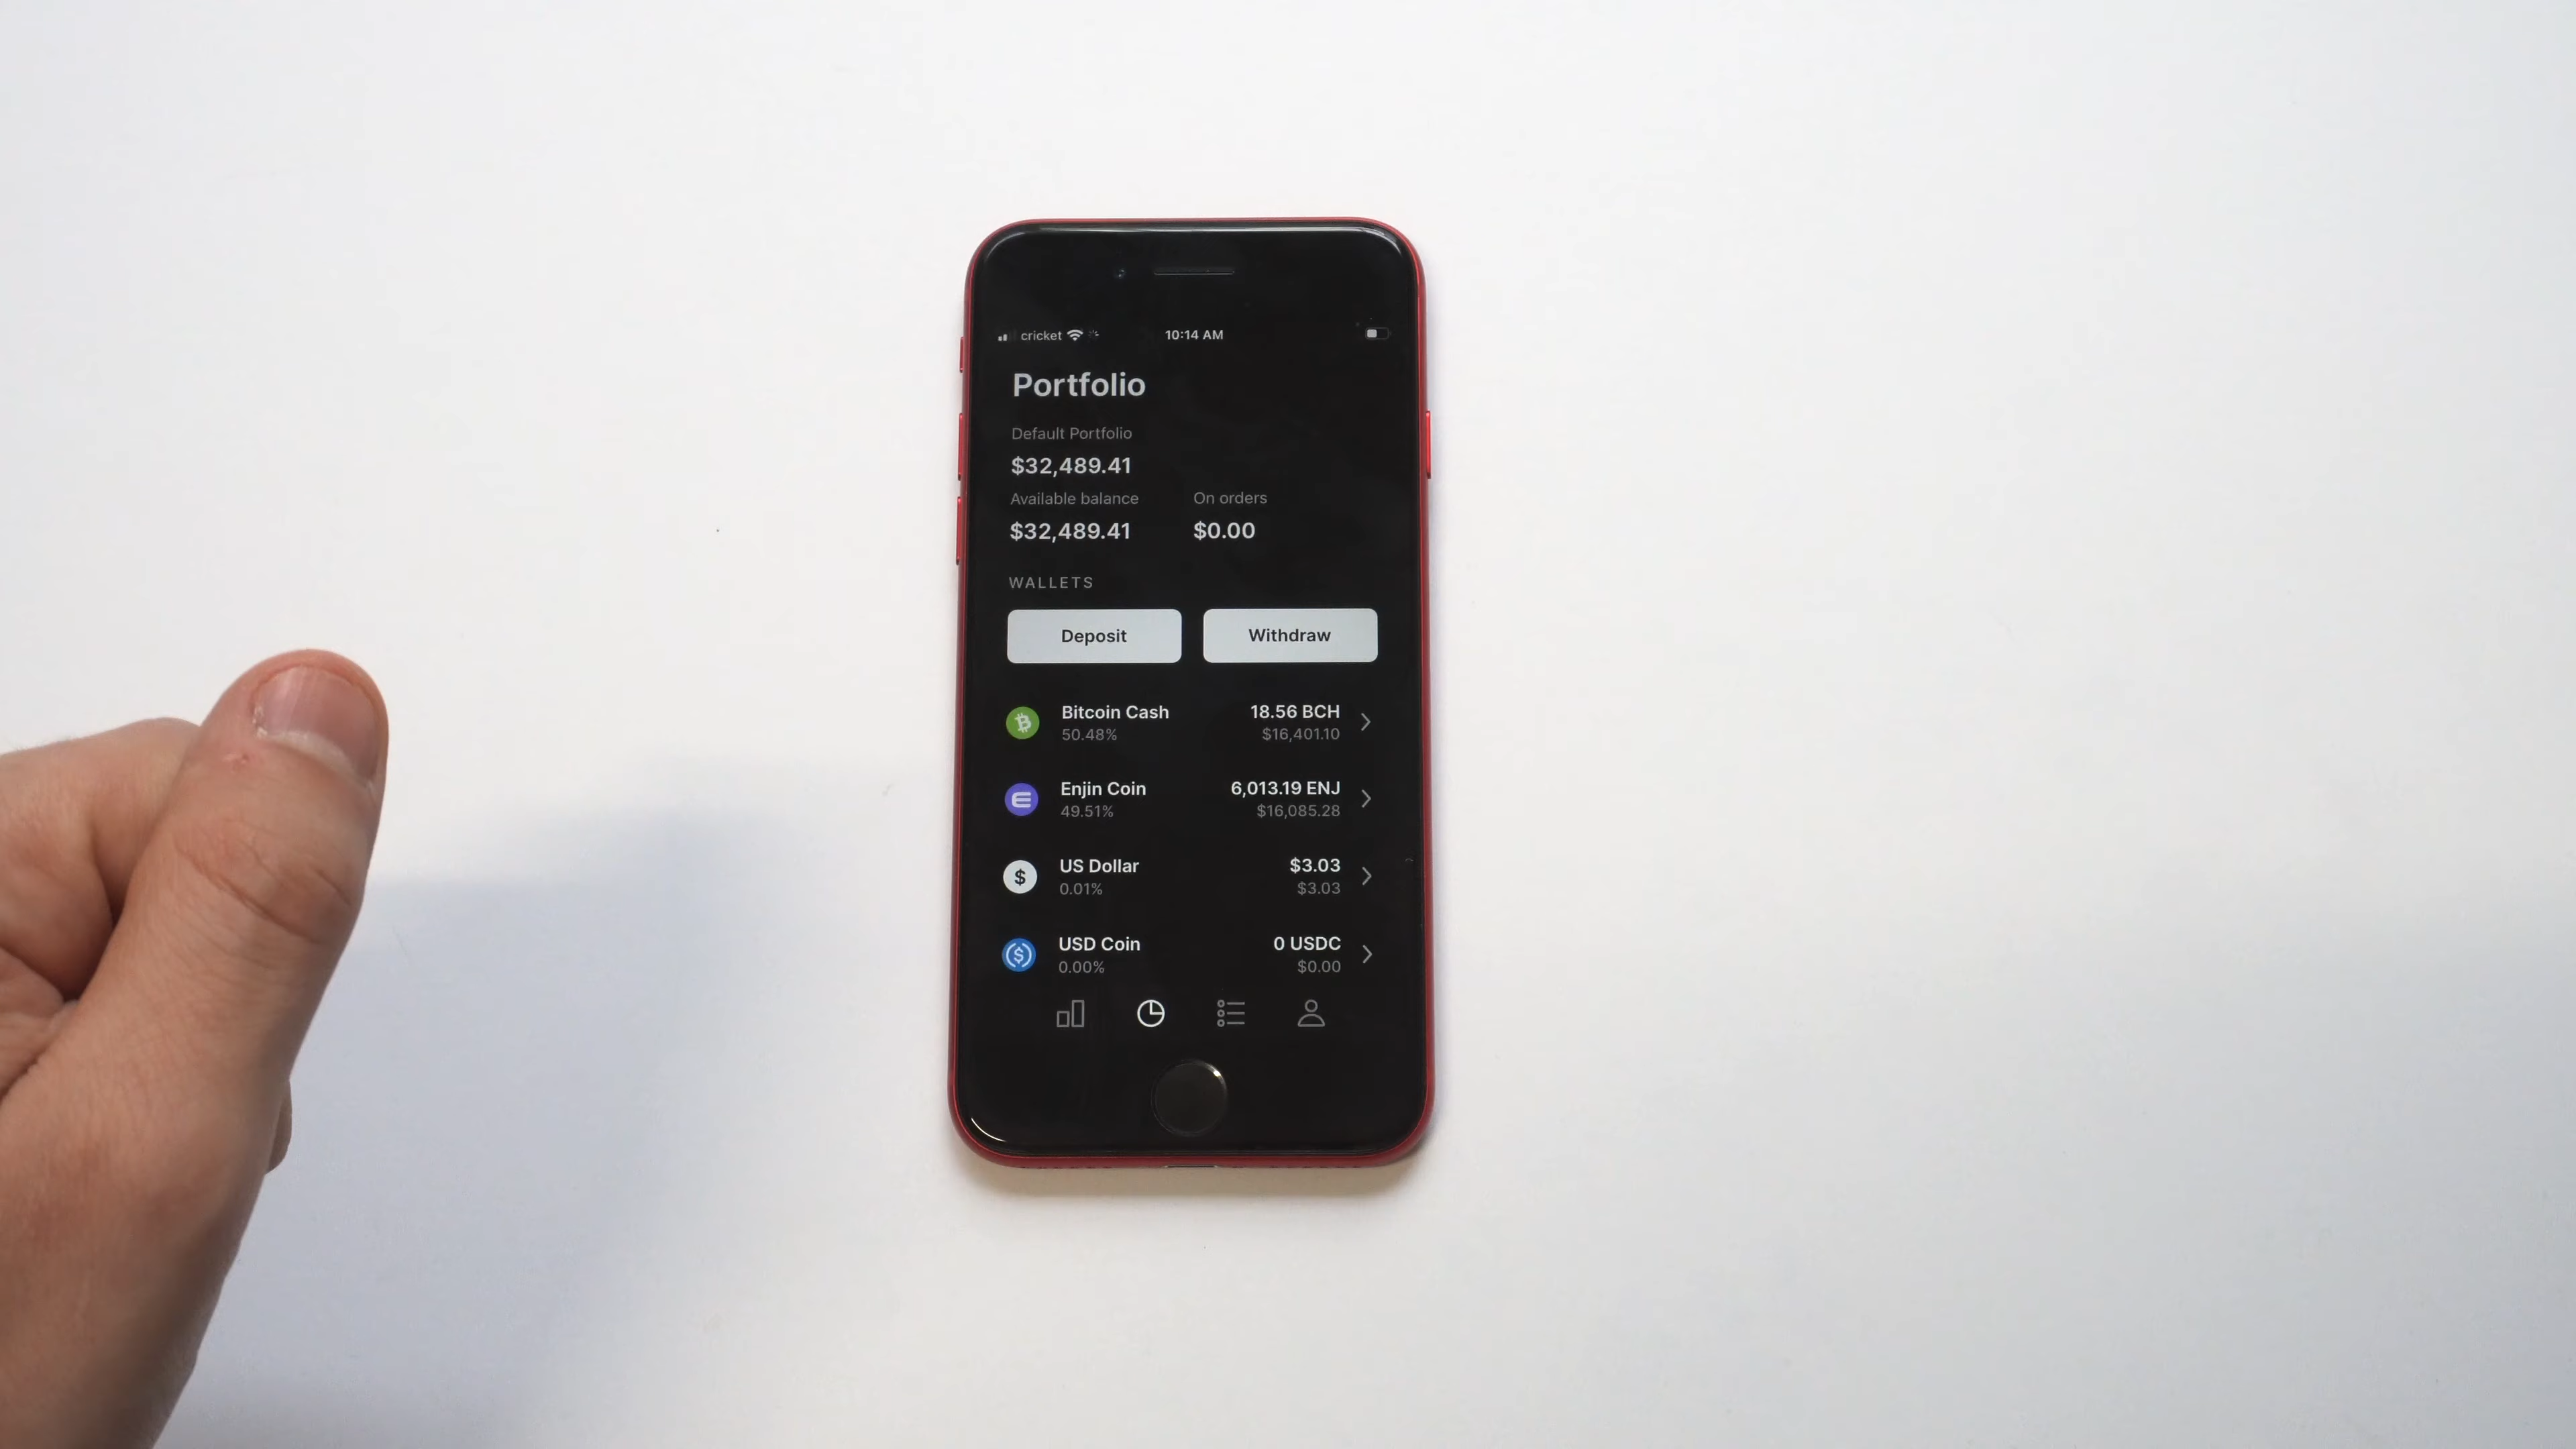 cricket 10:14 AM
Portfolio
Default Portfolio
$32,489.41
Available balance On orders
$32,489.41 $0.00
WALLETS
Deposit Withdraw
Bitcoin Cash 18.56 BCH
50.48% $16,401.10
Enjin Coin 6,013.19 ENJ
49.51% $16,085.28
US Dollar $3.03
0.01% $3.03
USD Coin 0 USDC
0.00% $0.00